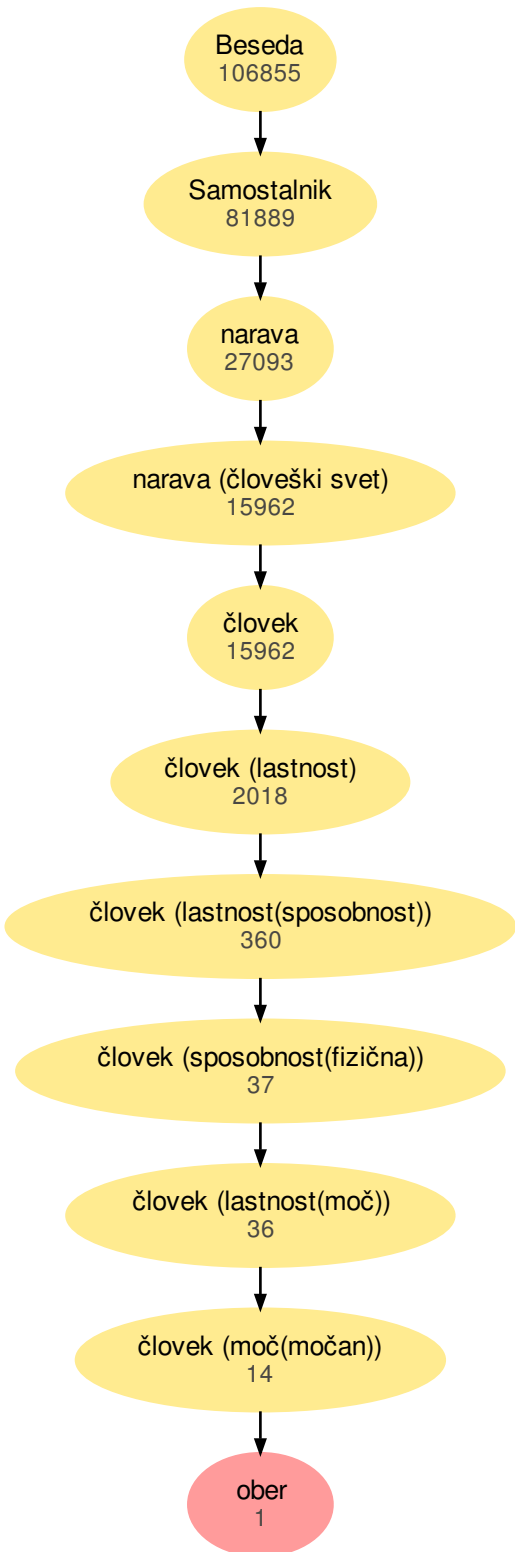 Beseda
106855
Samostalnik
81889
narava
27093
narava (človeški svet)
15962
človek
15962
človek (lastnost)
2018
človek (lastnost(sposobnost))
360
človek (sposobnost(fizična))
37
človek (lastnost(moč))
36
človek (moč(močan))
14
ober
1